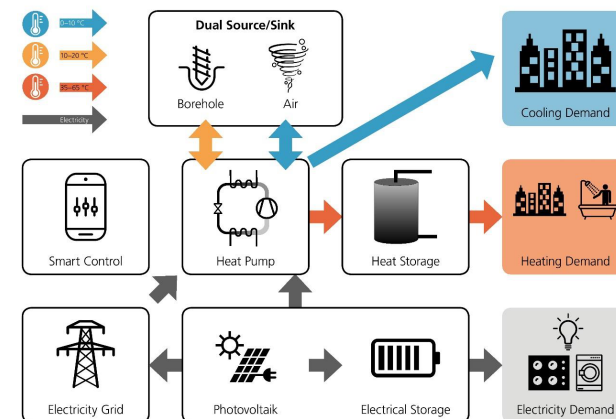 0–10 °C
10–20 °C
35–65 °C
Electricity
Dual Source/Sink
Borehole
Air
Cooling Demand
Smart Control
Heat Pump
Heat Storage
Heating Demand
Electricity Grid
Photovoltaik
Electrical Storage
Electricity Demand